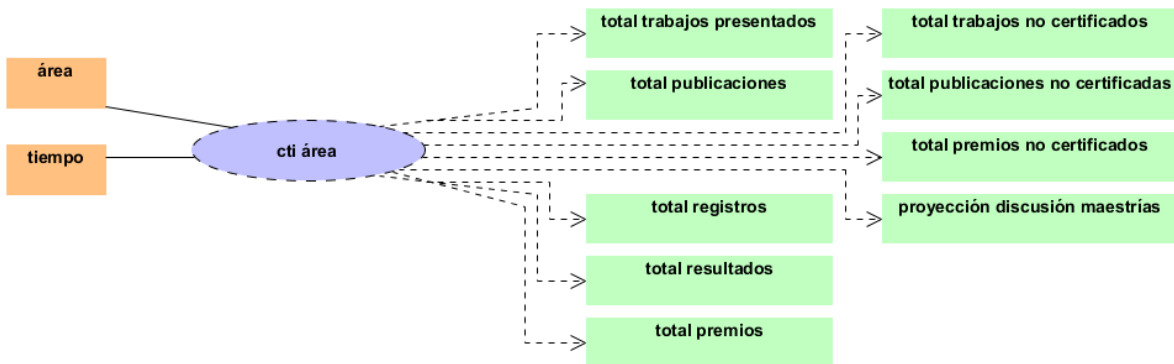 área
tiempo
cti área
total trabajos presentados
total publicaciones
total registros
total resultados
total premios
total trabajos no certificados
total publicaciones no certificadas
total premios no certificados
proyección discusión maestrías